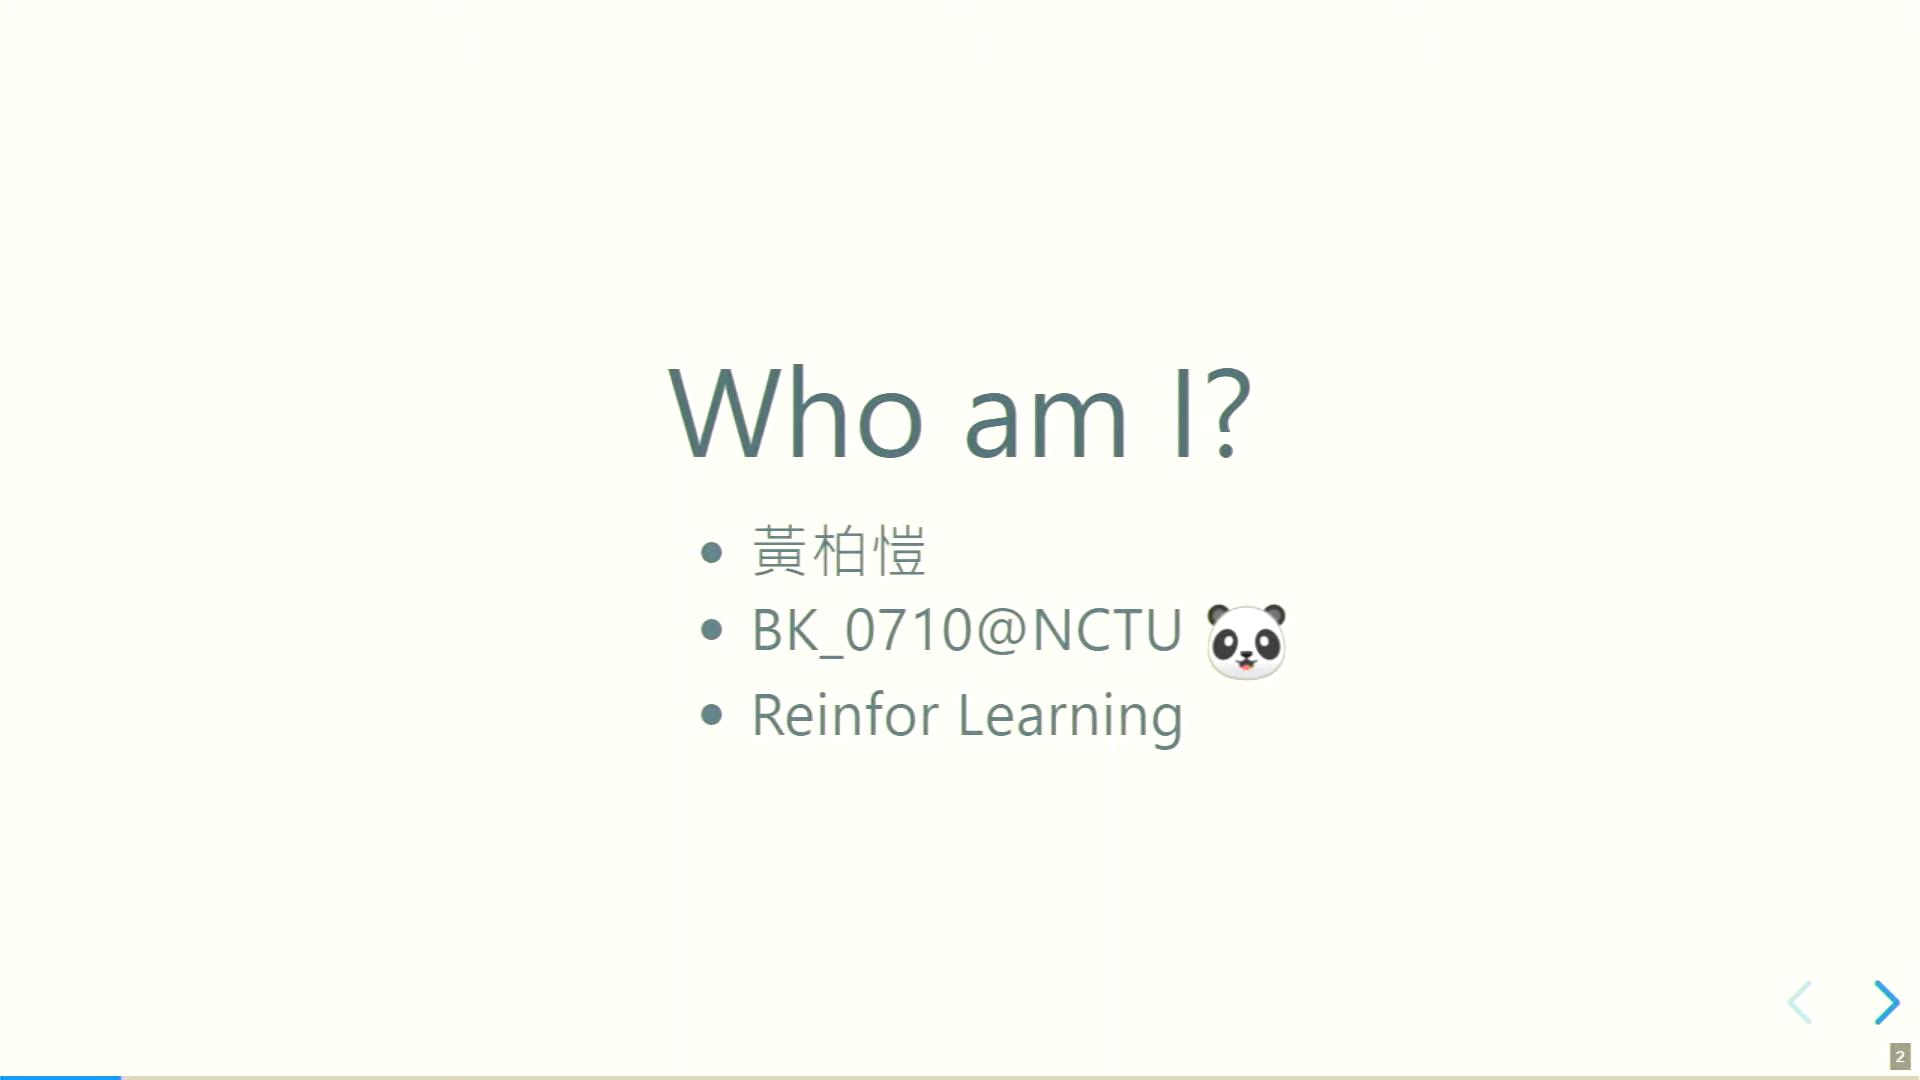 Who am I?
黃柏愷
BK_0710@NCTU
Reinfor Learning
2